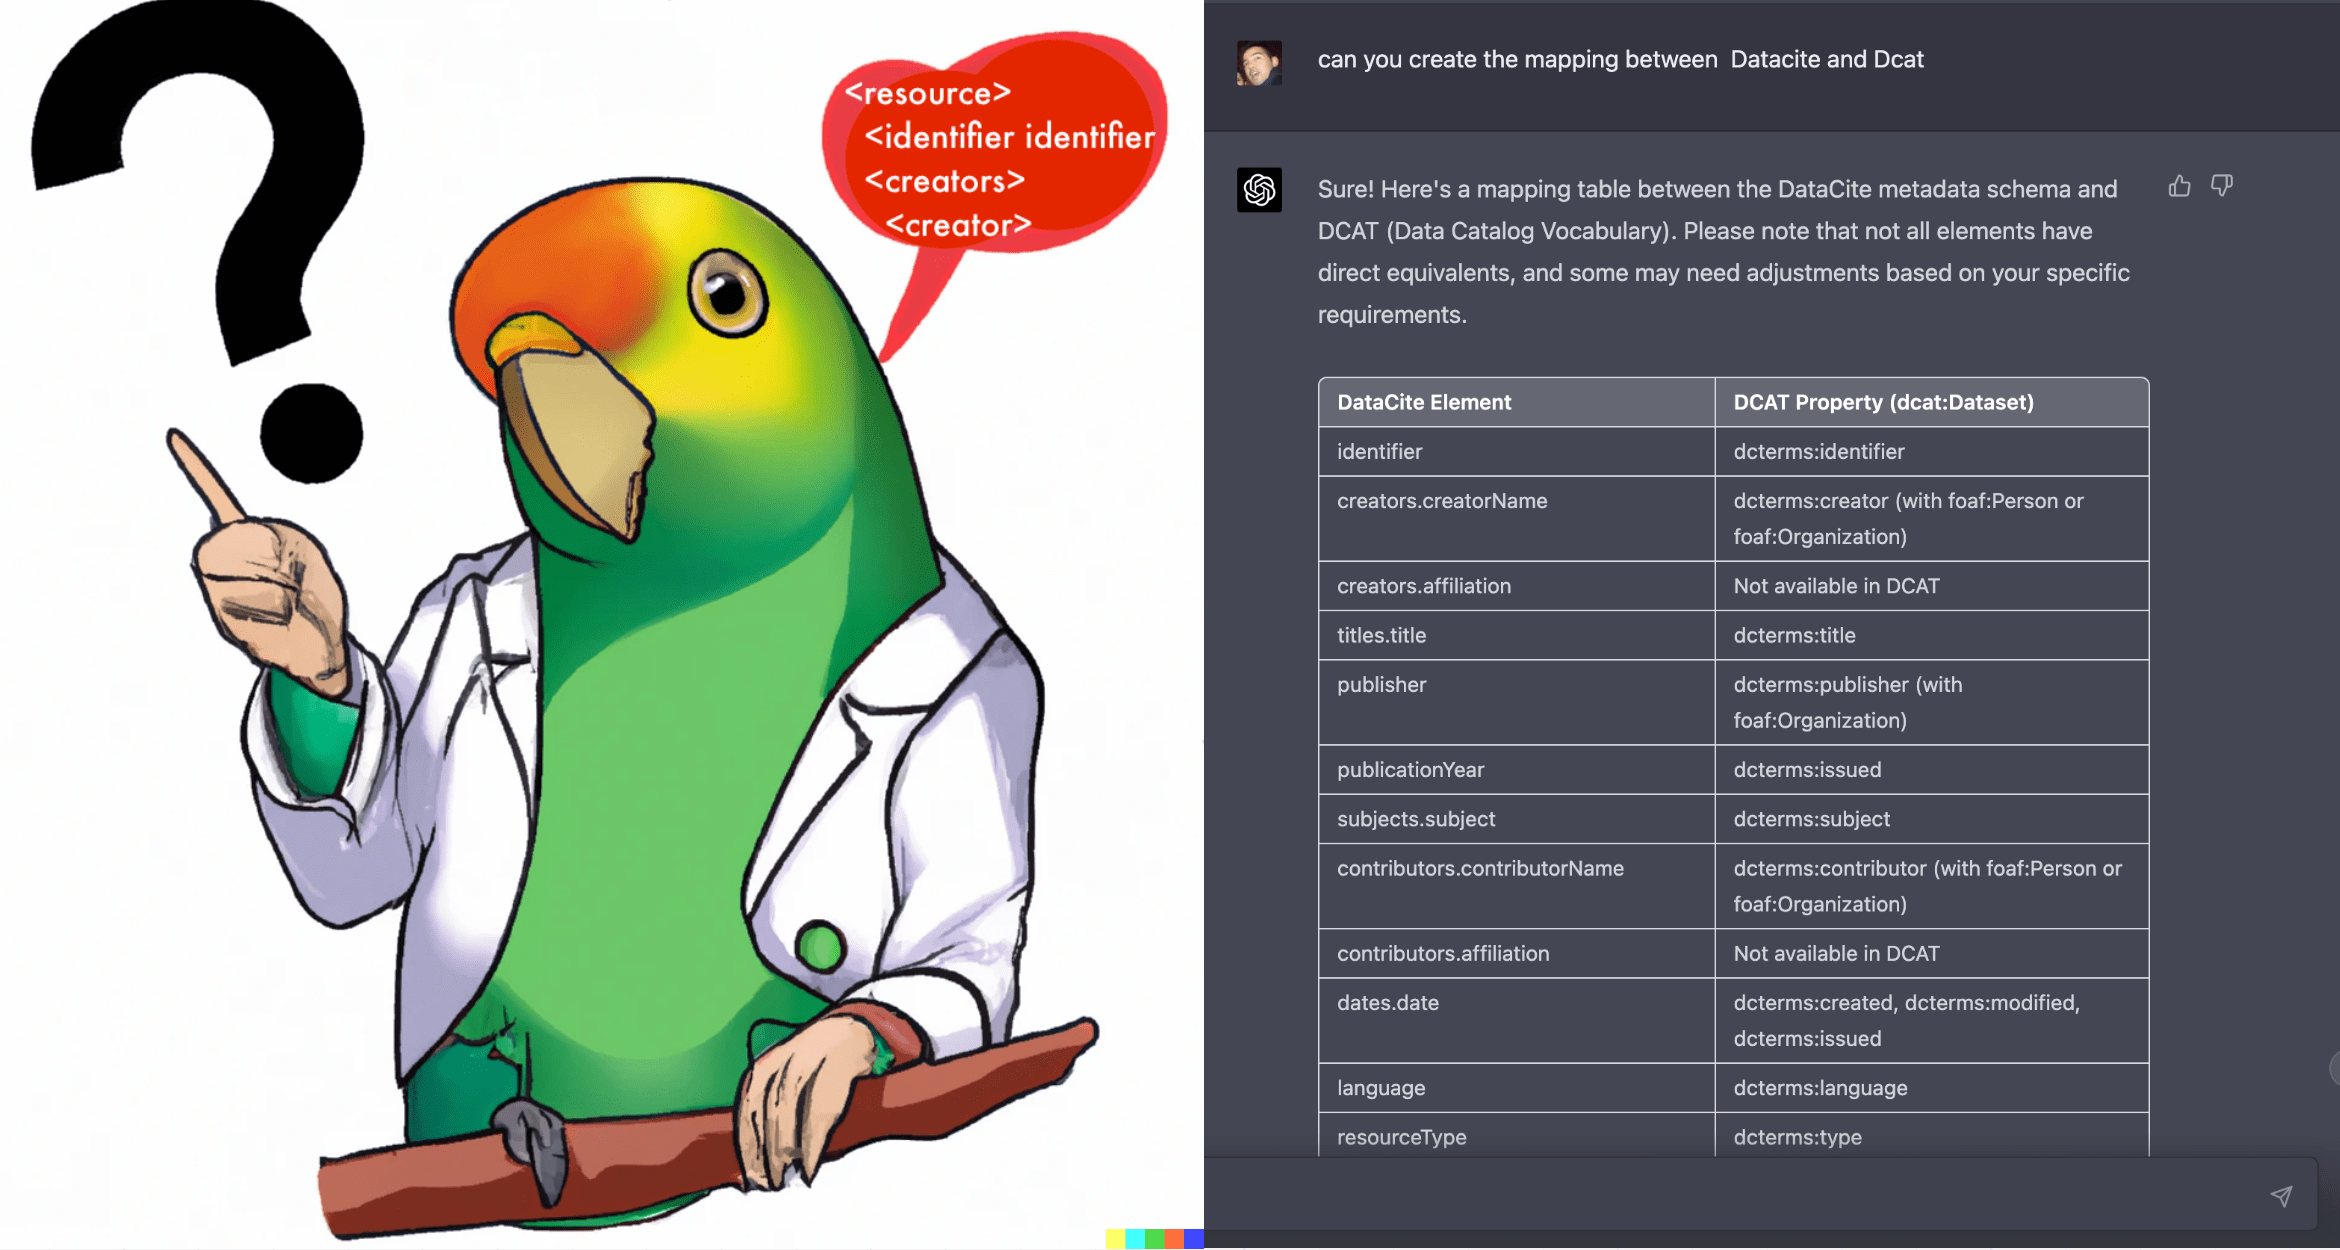 ?
<resource>
<identifier identifier
<creators>
<creator>
can you create the mapping between  Datacite and Dcat
Sure! Here's a mapping table between the DataCite metadata schema and
DCAT (Data Catalog Vocabulary). Please note that not all elements have
direct equivalents, and some may need adjustments based on your specific
requirements.
DataCite Element DCAT Property (dcat:Dataset)
identifier dcterms:identifier
creators.creatorName dcterms:creator (with foaf:Person or
foaf:Organization)
creators.affiliation Not available in DCAT
titles.title dcterms:title
publisher dcterms:publisher (with
foaf:Organization)
publicationYear dcterms:issued
subjects.subject dcterms:subject
contributors.contributorName dcterms:contributor (with foaf:Person or
foaf:Organization)
contributors.affiliation Not available in DCAT
dates.date dcterms:created, dcterms:modified,
dcterms:issued
language dcterms:language
resourceType dcterms:type